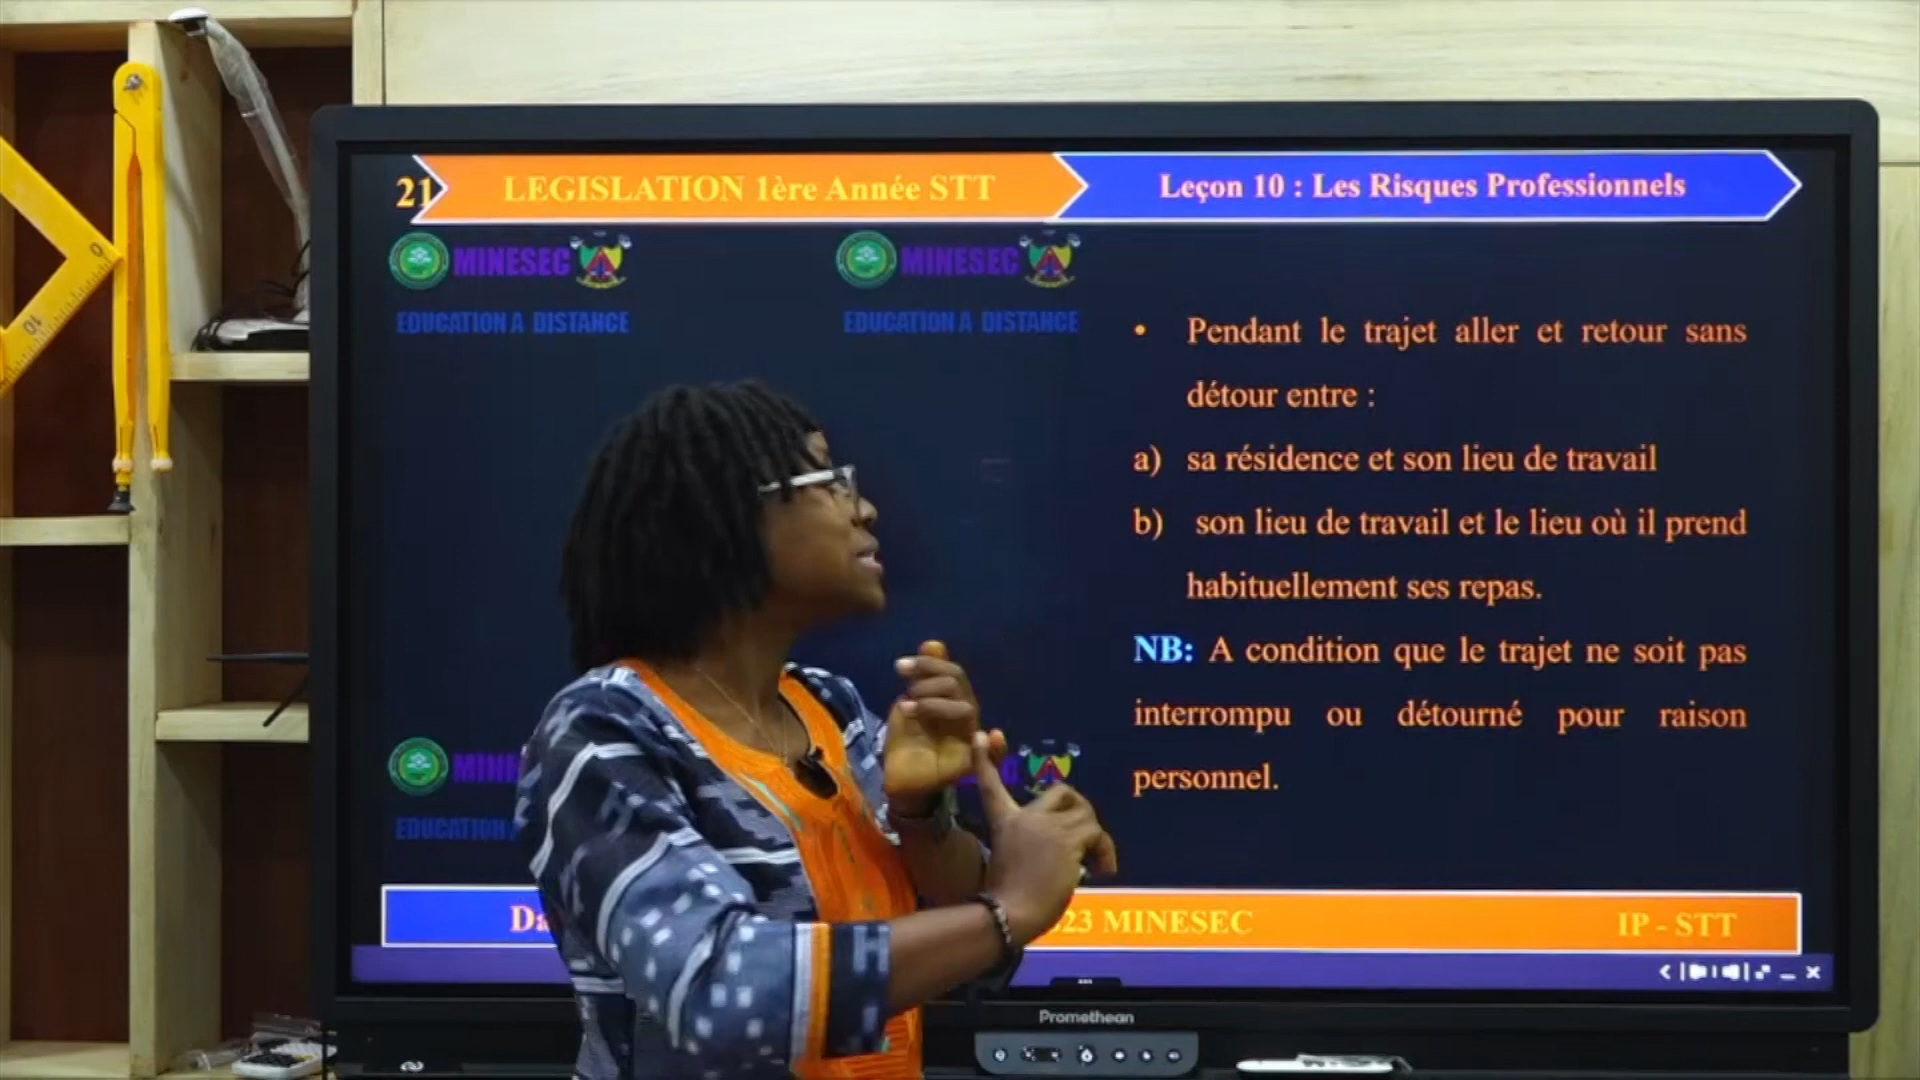 21
LEGISLATION 1ère Année STT
Leçon 10 : Les Risques Professionnels
MINESEC
EDUCATION A DISTANCE
MINESEC
EDUCATION A DISTANCE
• Pendant le trajet aller et retour sans
détour entre :
a) sa résidence et son lieu de travail
b) son lieu de travail et le lieu où il prend
habituellement ses repas.
NB: A condition que le trajet ne soit pas
interrompu ou détourné pour raison
personnel.
23 MINESEC
IP - STT
Promethean
0
10